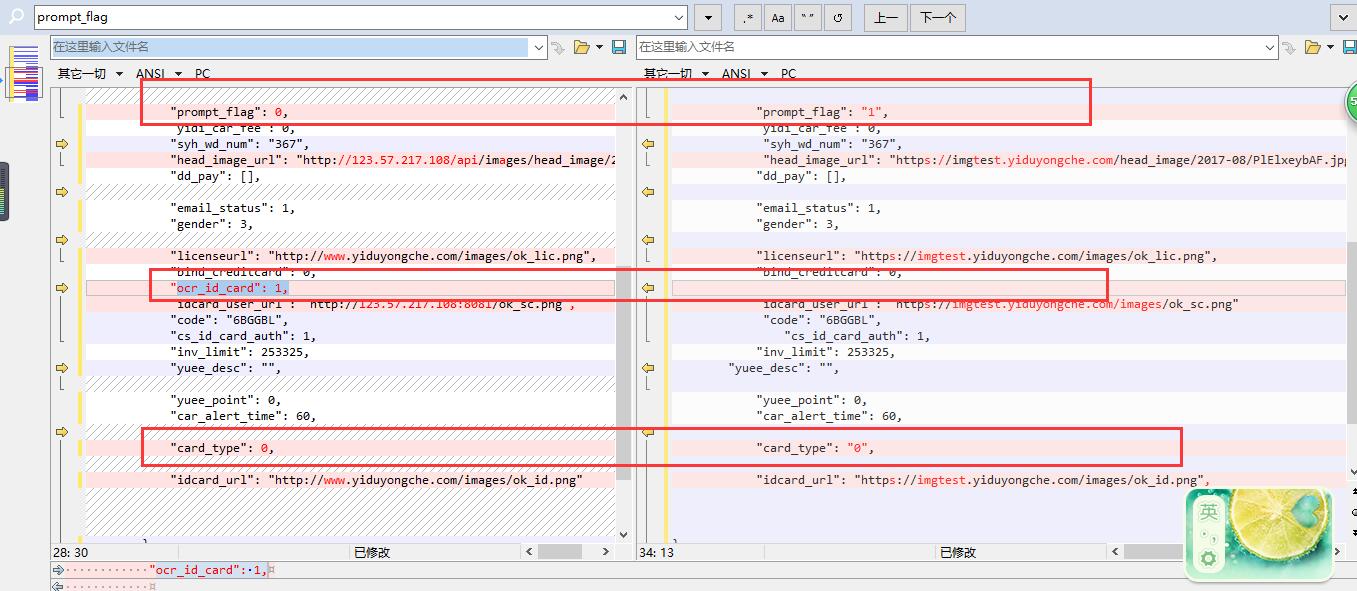 prompt_flag
.* Aa “” ↺ 上一 下一个
在这里输入文件名 在这里输入文件名
其它一切 ANSI PC 其它一切 ANSI PC
"prompt_flag": 0, "prompt_flag": "1",
yidi_car_fee": 0, yidi_car_fee": 0,
"syh_wd_num": "367", "syh_wd_num": "367",
"head_image_url": "http://123.57.217.108/api/images/head_image/2 "head_image_url": "https://imgtest.yiduyongche.com/head_image/2017-08/PlElxeybAF.jpg
"dd_pay": [], "dd_pay": [],
"email_status": 1, "email_status": 1,
"gender": 3, "gender": 3,
"licenseurl": "http://www.yiduyongche.com/images/ok_lic.png", "licenseurl": "https://imgtest.yiduyongche.com/images/ok_lic.png",
"bind_creditcard": 0, "bind_creditcard": 0,
"ocr_id_card": 1,
idcard_user_url": "http://123.57.217.108:8081/ok_sc.png", idcard_user_url": "https://imgtest.yiduyongche.com/images/ok_sc.png"
"code": "6BGGBL", "code": "6BGGBL",
"cs_id_card_auth": 1, "cs_id_card_auth": 1,
"inv_limit": 253325, "inv_limit": 253325,
"yuee_desc": "", "yuee_desc": "",
"yuee_point": 0, "yuee_point": 0,
"car_alert_time": 60, "car_alert_time": 60,
"card_type": 0, "card_type": "0",
"idcard_url": "http://www.yiduyongche.com/images/ok_id.png" "idcard_url": "https://imgtest.yiduyongche.com/images/ok_id.png",
英
28: 30 已修改 34: 13 已修改
"ocr_id_card":·1,¤